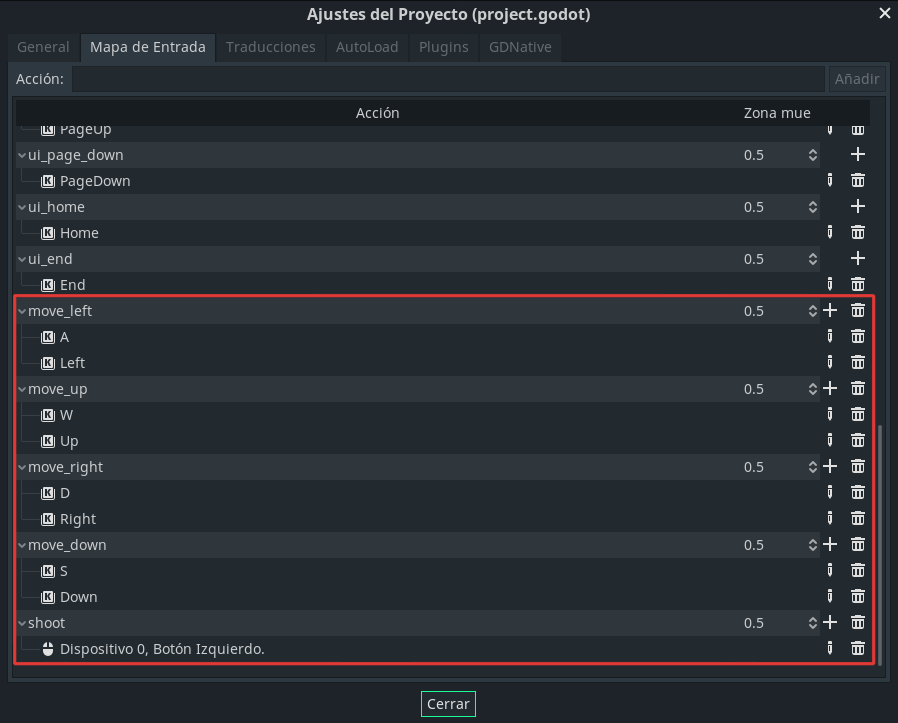 Ajustes del Proyecto (project.godot)
General Mapa de Entrada Traducciones AutoLoad Plugins GDNative
Acción: Añadir
Acción Zona mue
PageUp
ui_page_down 0.5
PageDown
ui_home 0.5
Home
ui_end 0.5
End
move_left 0.5
A
Left
move_up 0.5
W
Up
move_right 0.5
D
Right
move_down 0.5
S
Down
shoot 0.5
Dispositivo 0, Botón Izquierdo.
Cerrar